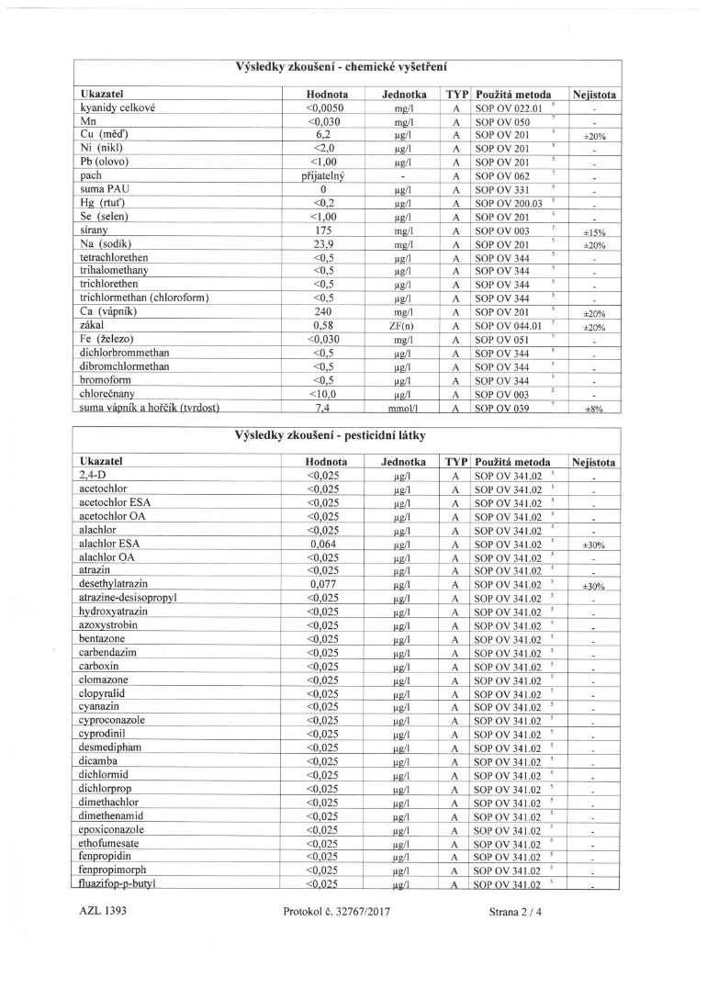 Výsledky zkoušení - chemické vyšetření
Ukazatel Hodnota Jednotka TYP Použitá metoda Nejistota
kyanidy celkové <0,0050 mg/l A SOP OV 022.01 6 -
Mn <0,030 mg/l A SOP OV 050 7 -
Cu (měď) 6,2 µg/l A SOP OV 201 5 ±20%
Ni (nikl) <2,0 µg/l A SOP OV 201 5 -
Pb (olovo) <1,00 µg/l A SOP OV 201 5 -
pach přijatelný - A SOP OV 062 7 -
suma PAU 0 µg/l A SOP OV 331 5 -
Hg (rtuť) <0,2 µg/l A SOP OV 200.03 5 -
Se (selen) <1,00 µg/l A SOP OV 201 5 -
sírany 175 mg/l A SOP OV 003 7 ±15%
Na (sodík) 23,9 mg/l A SOP OV 201 5 ±20%
tetrachlorethen <0,5 µg/l A SOP OV 344 5 -
trihalomethany <0,5 µg/l A SOP OV 344 5 -
trichlorethen <0,5 µg/l A SOP OV 344 5 -
trichlormethan (chloroform) <0,5 µg/l A SOP OV 344 5 -
Ca (vápník) 240 mg/l A SOP OV 201 5 ±20%
zákal 0,58 ZF(n) A SOP OV 044.01 7 ±20%
Fe (železo) <0,030 mg/l A SOP OV 051 7 -
dichlorbrommethan <0,5 µg/l A SOP OV 344 5 -
dibromchlormethan <0,5 µg/l A SOP OV 344 5 -
bromoform <0,5 µg/l A SOP OV 344 5 -
chlorečnany <10,0 µg/l A SOP OV 003 2 -
suma vápník a hořčík (tvrdost) 7,4 mmol/l A SOP OV 039 7 ±8%
Výsledky zkoušení - pesticidní látky
Ukazatel Hodnota Jednotka TYP Použitá metoda Nejistota
2,4-D <0,025 µg/l A SOP OV 341.02 5 -
acetochlor <0,025 µg/l A SOP OV 341.02 5 -
acetochlor ESA <0,025 µg/l A SOP OV 341.02 5 -
acetochlor OA <0,025 µg/l A SOP OV 341.02 5 -
alachlor <0,025 µg/l A SOP OV 341.02 5 -
alachlor ESA 0,064 µg/l A SOP OV 341.02 5 ±30%
alachlor OA <0,025 µg/l A SOP OV 341.02 5 -
atrazin <0,025 µg/l A SOP OV 341.02 5 -
desethylatrazin 0,077 µg/l A SOP OV 341.02 5 ±30%
atrazine-desisopropyl <0,025 µg/l A SOP OV 341.02 5 -
hydroxyatrazin <0,025 µg/l A SOP OV 341.02 5 -
azoxystrobin <0,025 µg/l A SOP OV 341.02 5 -
bentazone <0,025 µg/l A SOP OV 341.02 5 -
carbendazim <0,025 µg/l A SOP OV 341.02 5 -
carboxin <0,025 µg/l A SOP OV 341.02 5 -
clomazone <0,025 µg/l A SOP OV 341.02 5 -
clopyralid <0,025 µg/l A SOP OV 341.02 5 -
cyanazin <0,025 µg/l A SOP OV 341.02 5 -
cyproconazole <0,025 µg/l A SOP OV 341.02 5 -
cyprodinil <0,025 µg/l A SOP OV 341.02 5 -
desmedipham <0,025 µg/l A SOP OV 341.02 5 -
dicamba <0,025 µg/l A SOP OV 341.02 5 -
dichlormid <0,025 µg/l A SOP OV 341.02 5 -
dichlorprop <0,025 µg/l A SOP OV 341.02 5 -
dimethachlor <0,025 µg/l A SOP OV 341.02 5 -
dimethenamid <0,025 µg/l A SOP OV 341.02 5 -
epoxiconazole <0,025 µg/l A SOP OV 341.02 5 -
ethofumesate <0,025 µg/l A SOP OV 341.02 5 -
fenpropidin <0,025 µg/l A SOP OV 341.02 5 -
fenpropimorph <0,025 µg/l A SOP OV 341.02 5 -
fluazifop-p-butyl <0,025 µg/l A SOP OV 341.02 5 -
AZL 1393 Protokol č. 32767/2017 Strana 2 / 4